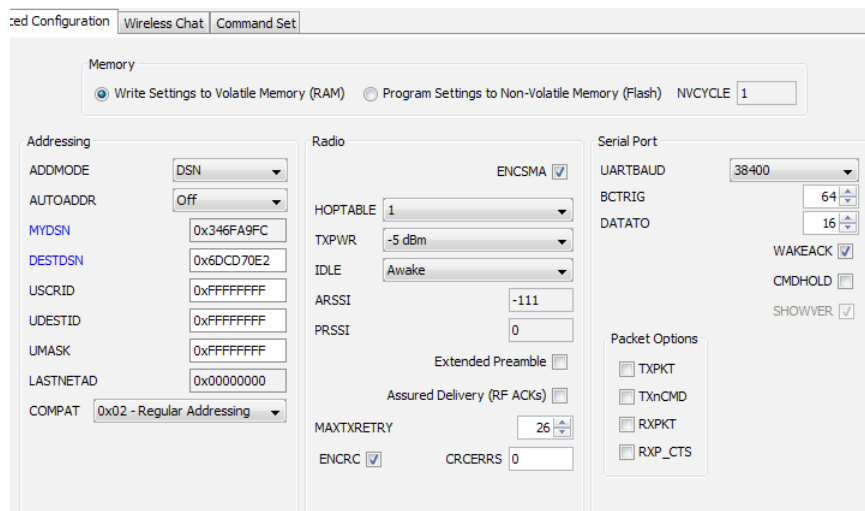 ced Configuration Wireless Chat Command Set
Memory
Write Settings to Volatile Memory (RAM) Program Settings to Non-Volatile Memory (Flash) NVCYCLE 1
Addressing
ADDMODE DSN
AUTOADDR Off
MYDSN 0x346FA9FC
DESTDSN 0x6DCD70E2
USCRID 0xFFFFFFFF
UDESTID 0xFFFFFFFF
UMASK 0xFFFFFFFF
LASTNETAD 0x00000000
COMPAT 0x02 - Regular Addressing
Radio
ENCSMA
HOPTABLE 1
TXPWR -5 dBm
IDLE Awake
ARSSI -111
PRSSI 0
Extended Preamble
Assured Delivery (RF ACKs)
MAXTXRETRY 26
ENCRC CRCERRS 0
Serial Port
UARTBAUD 38400
BCTRIG 64
DATATO 16
WAKEACK
CMDHOLD
SHOWVER
Packet Options
TXPKT
TXnCMD
RXPKT
RXP_CTS